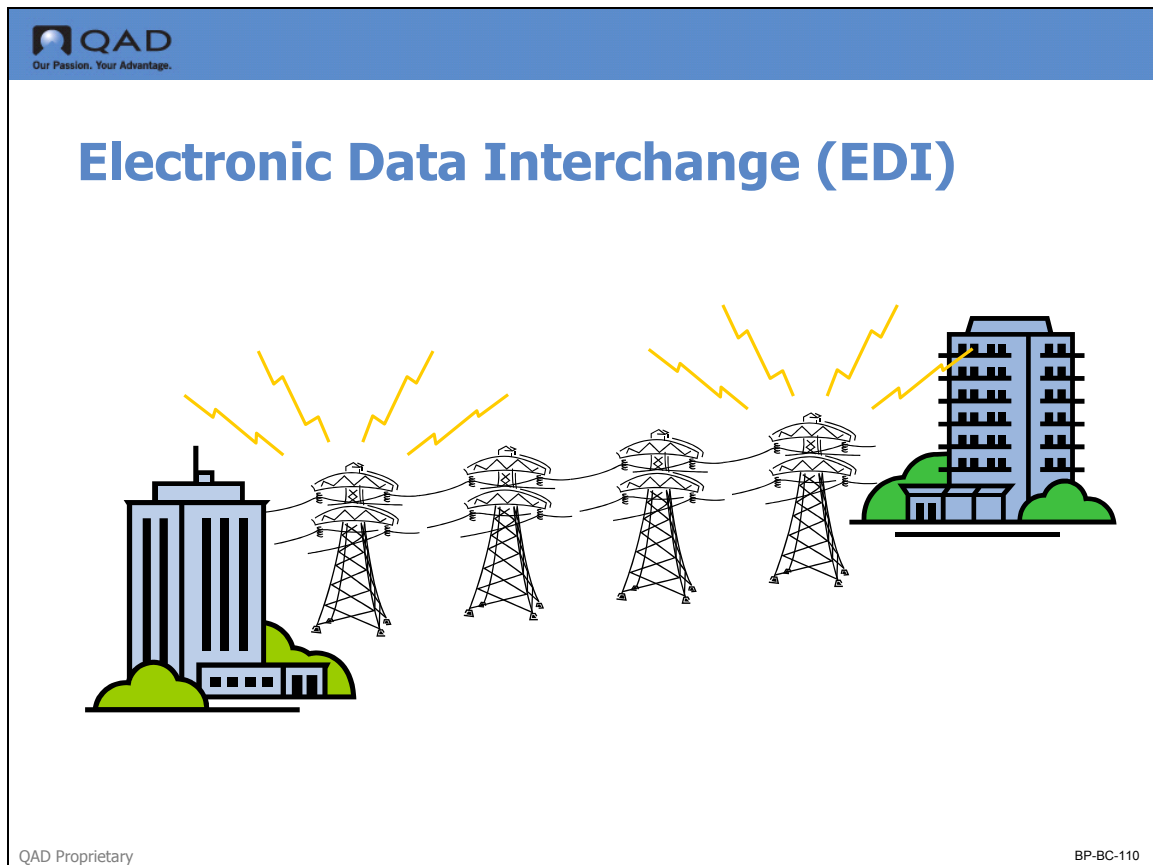 QAD
Our Passion. Your Advantage.
Electronic Data Interchange (EDI)
QAD Proprietary
BP-BC-110